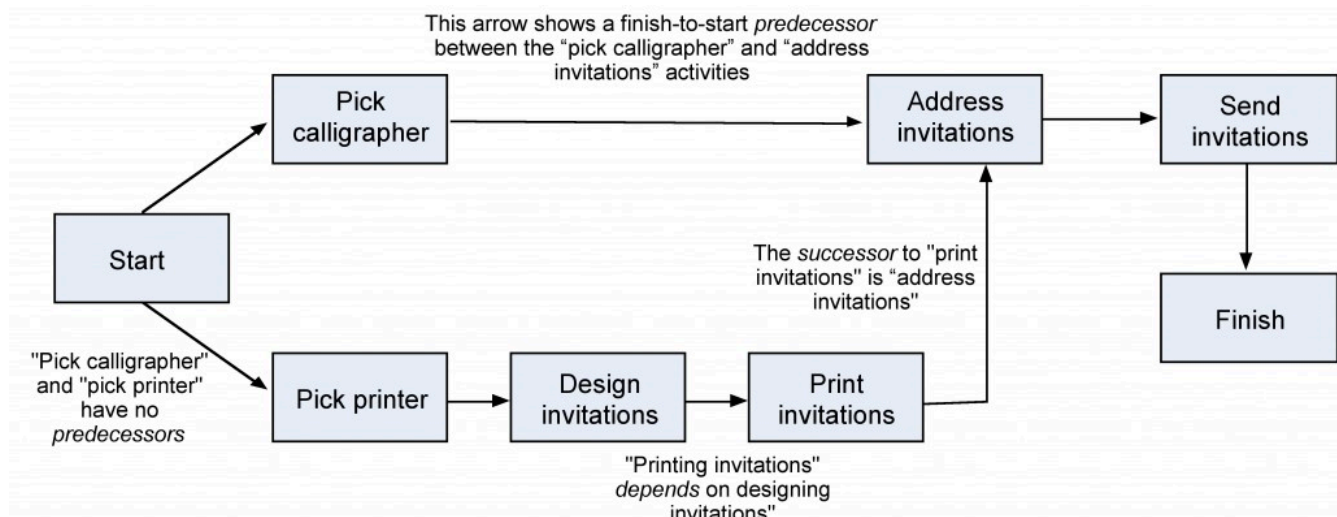 This arrow shows a finish-to-start predecessor
between the “pick calligrapher” and “address
invitations” activities
Pick
calligrapher
Address
invitations
Send
invitations
Start
The successor to "print
invitations" is “address
invitations"
Finish
"Pick calligrapher"
and "pick printer"
have no
predecessors
Pick printer
Design
invitations
Print
invitations
"Printing invitations"
depends on designing
invitations"